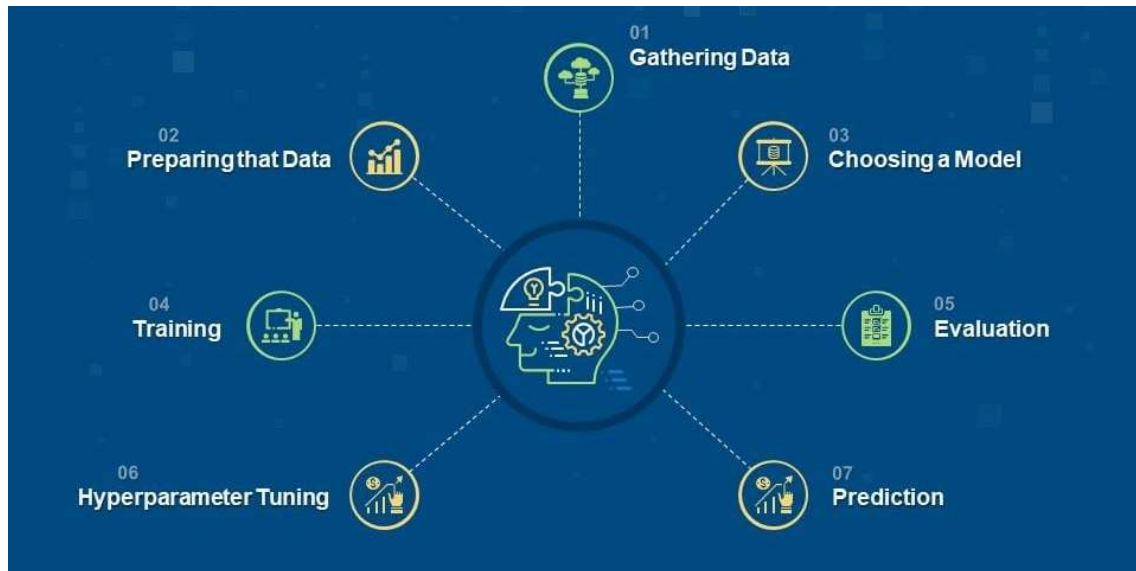 01
Gathering Data
02
Preparing that Data
03
Choosing a Model
04
Training
05
Evaluation
06
Hyperparameter Tuning
07
Prediction